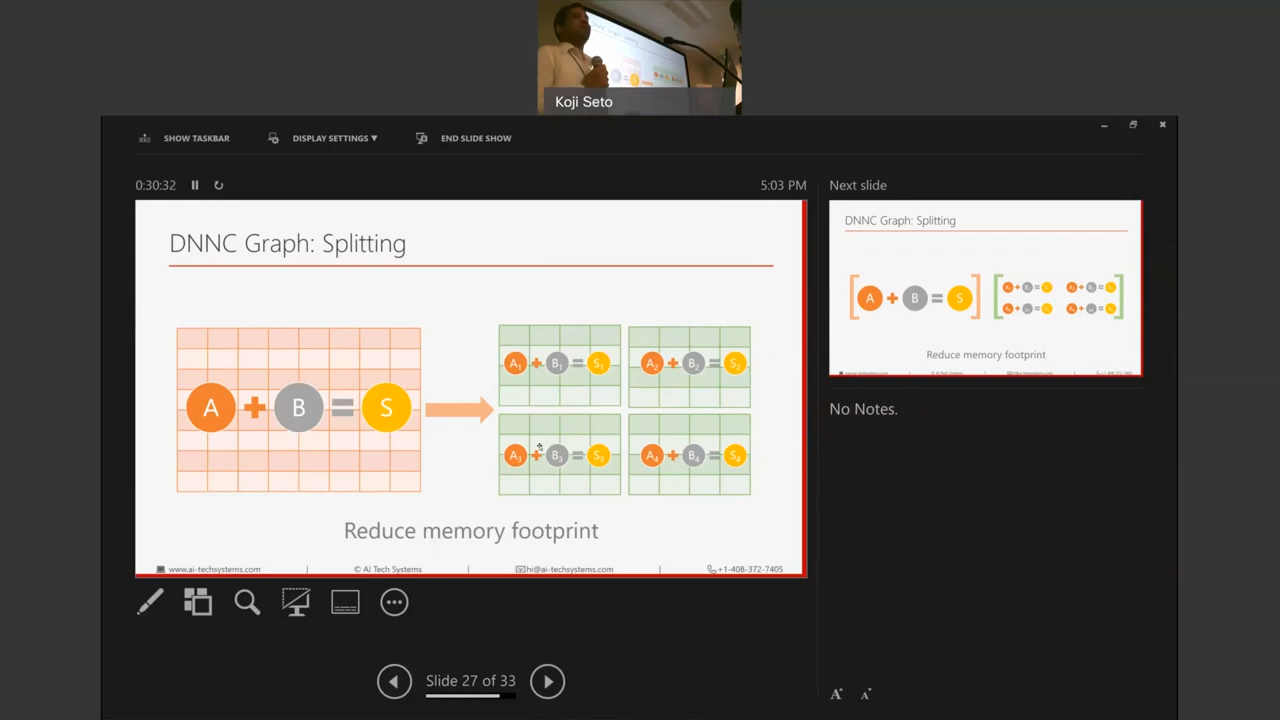 Koji Seto
SHOW TASKBAR
DISPLAY SETTINGS ▼
END SLIDE SHOW
0:30:32
5:03 PM
DNNC Graph: Splitting
A + B = S
A₁ + B₁ = S₁
A₂ + B₂ = S₂
A₃ + B₃ = S₃
A₄ + B₄ = S₄
Reduce memory footprint
www.ai-techsystems.com | © AI Tech Systems | hi@ai-techsystems.com | +1-408-372-7405
Next slide
DNNC Graph: Splitting
A + B = S
Reduce memory footprint
No Notes.
Slide 27 of 33
A
A